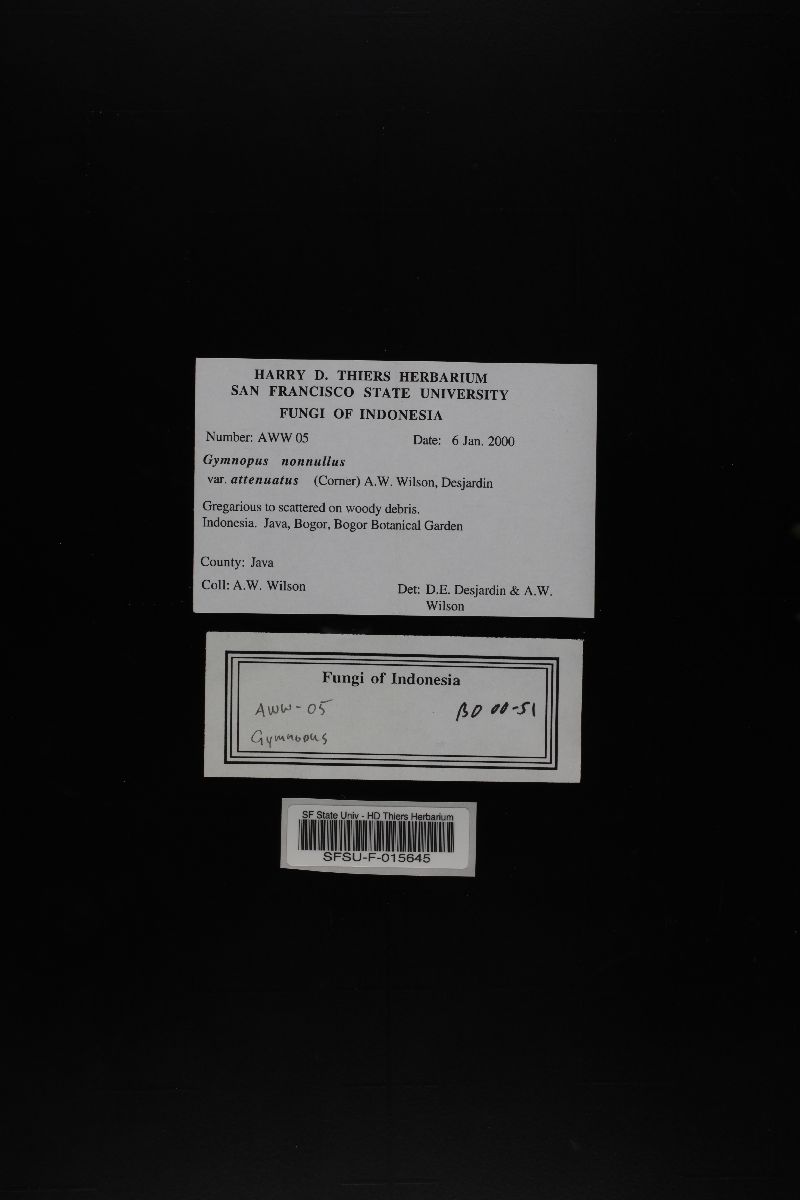 HARRY D. THIERS HERBARIUM
SAN FRANCISCO STATE UNIVERSITY
FUNGI OF INDONESIA
Number: AWW 05 Date: 6 Jan. 2000
Gymnopus nonnullus
var. attenuatus (Corner) A.W. Wilson, Desjardin
Gregarious to scattered on woody debris.
Indonesia. Java, Bogor, Bogor Botanical Garden
County: Java
Coll: A.W. Wilson Det: D.E. Desjardin & A.W.
Wilson
Fungi of Indonesia
AWW-05 BO 00-51
Gymnopus
SF State Univ - HD Thiers Herbarium
SFSU-F-015645